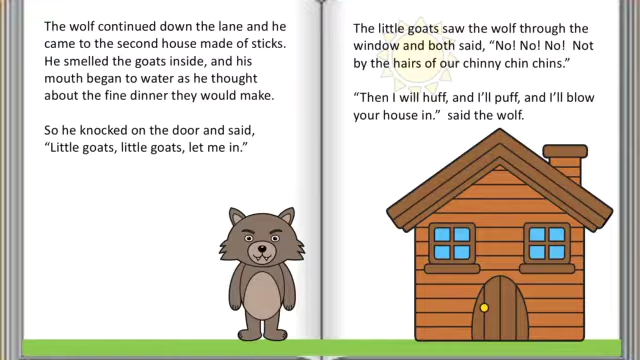 The wolf continued down the lane and he
came to the second house made of sticks.
He smelled the goats inside, and his
mouth began to water as he thought
about the fine dinner they would make.
So he knocked on the door and said,
“Little goats, little goats, let me in.”
The little goats saw the wolf through the
window and both said, “No! No! No!  Not
by the hairs of our chinny chin chins.”
“Then I will huff, and I’ll puff, and I’ll blow
your house in.”  said the wolf.